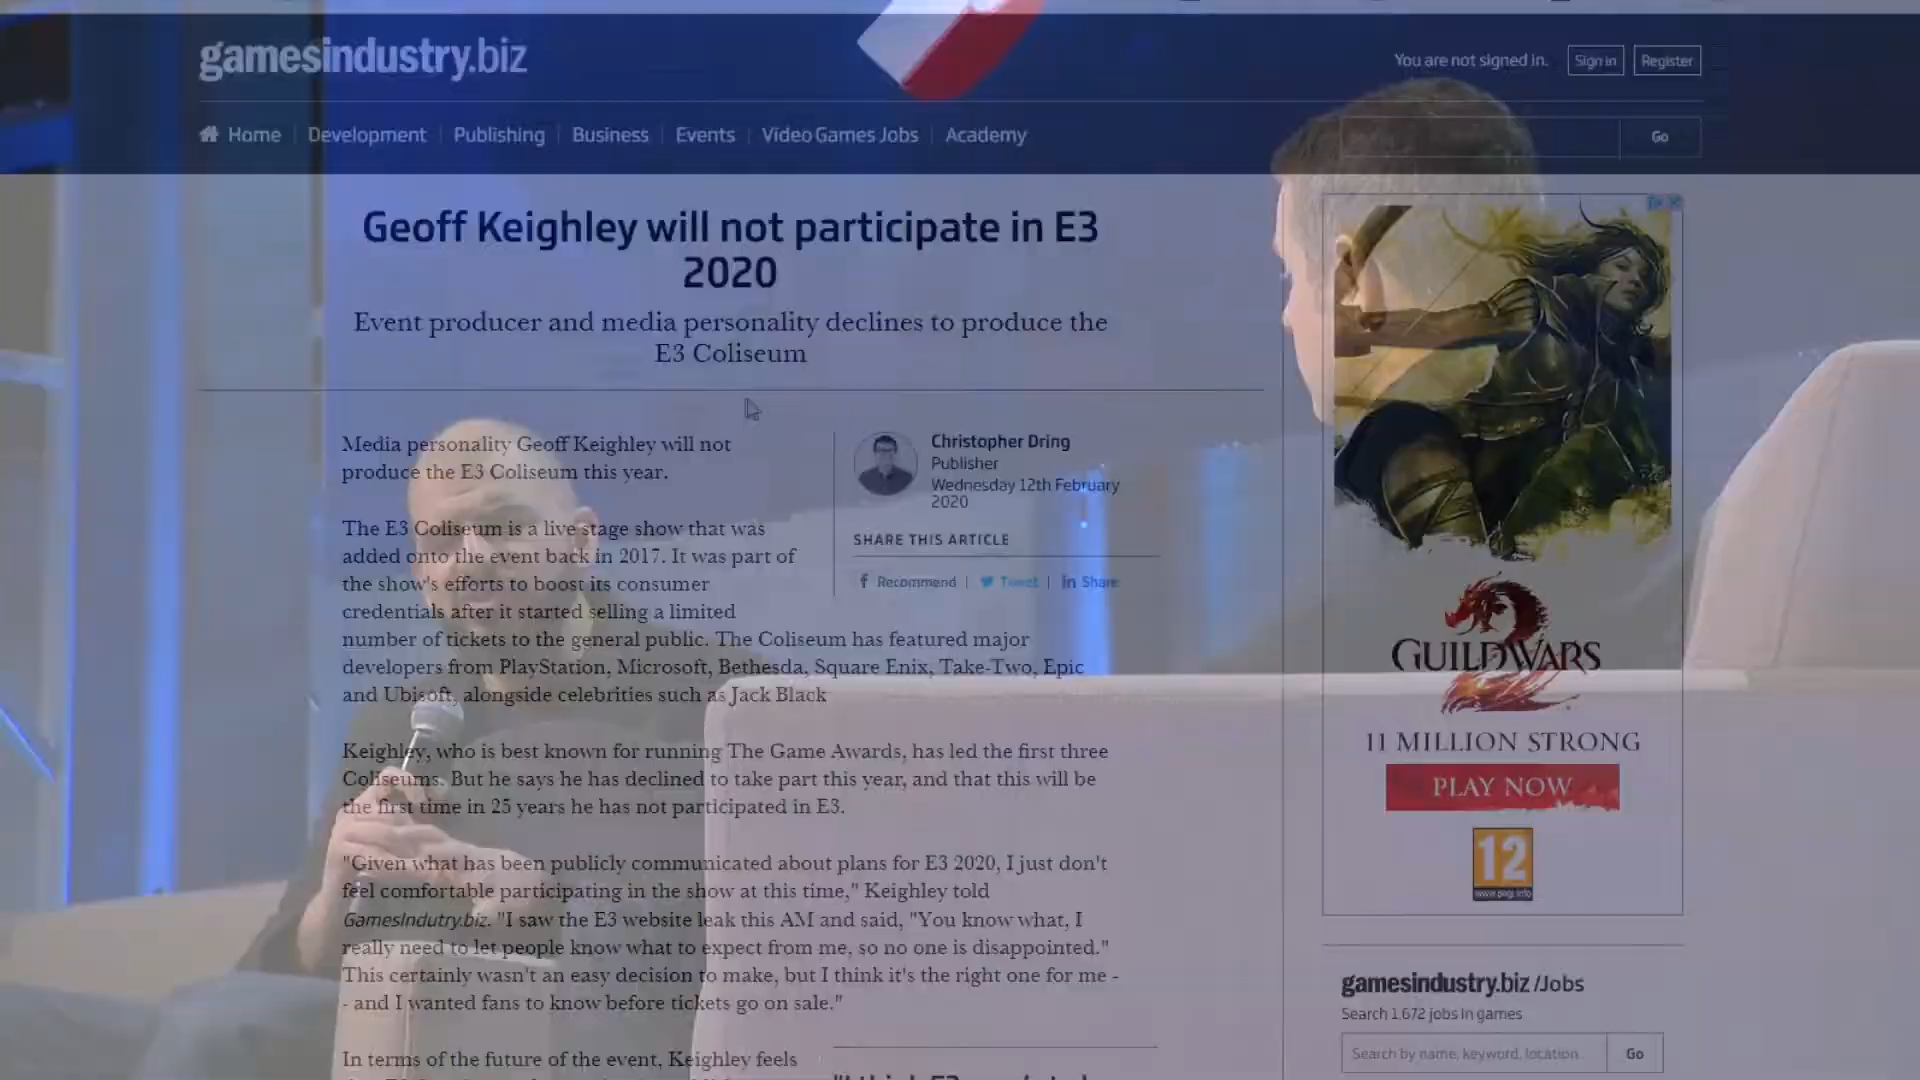 gamesindustry.biz
You are not signed in. Sign in Register
Home Development Publishing Business Events Video Games Jobs Academy
Go
Geoff Keighley will not participate in E3
2020
Event producer and media personality declines to produce the
E3 Coliseum
Media personality Geoff Keighley will not
produce the E3 Coliseum this year.
The E3 Coliseum is a live stage show that was
added onto the event back in 2017. It was part of
the show's efforts to boost its consumer
credentials after it started selling a limited
number of tickets to the general public. The Coliseum has featured major
developers from PlayStation, Microsoft, Bethesda, Square Enix, Take-Two, Epic
and Ubisoft, alongside celebrities such as Jack Black
Keighley, who is best known for running The Game Awards, has led the first three
Coliseums. But he says he has declined to take part this year, and that this will be
the first time in 25 years he has not participated in E3.
"Given what has been publicly communicated about plans for E3 2020, I just don't
feel comfortable participating in the show at this time," Keighley told
GamesIndutry.biz. "I saw the E3 website leak this AM and said, "You know what, I
really need to let people know what to expect from me, so no one is disappointed."
This certainly wasn't an easy decision to make, but I think it's the right one for me -
- and I wanted fans to know before tickets go on sale."
In terms of the future of the event, Keighley feels
Christopher Dring
Publisher
Wednesday 12th February
2020
SHARE THIS ARTICLE
Recommend Tweet Share
GUILD WARS
2
11 MILLION STRONG
PLAY NOW
12
www.pegi.info
gamesindustry.biz /Jobs
Search 1,672 jobs in games
Search by name, keyword, location... Go